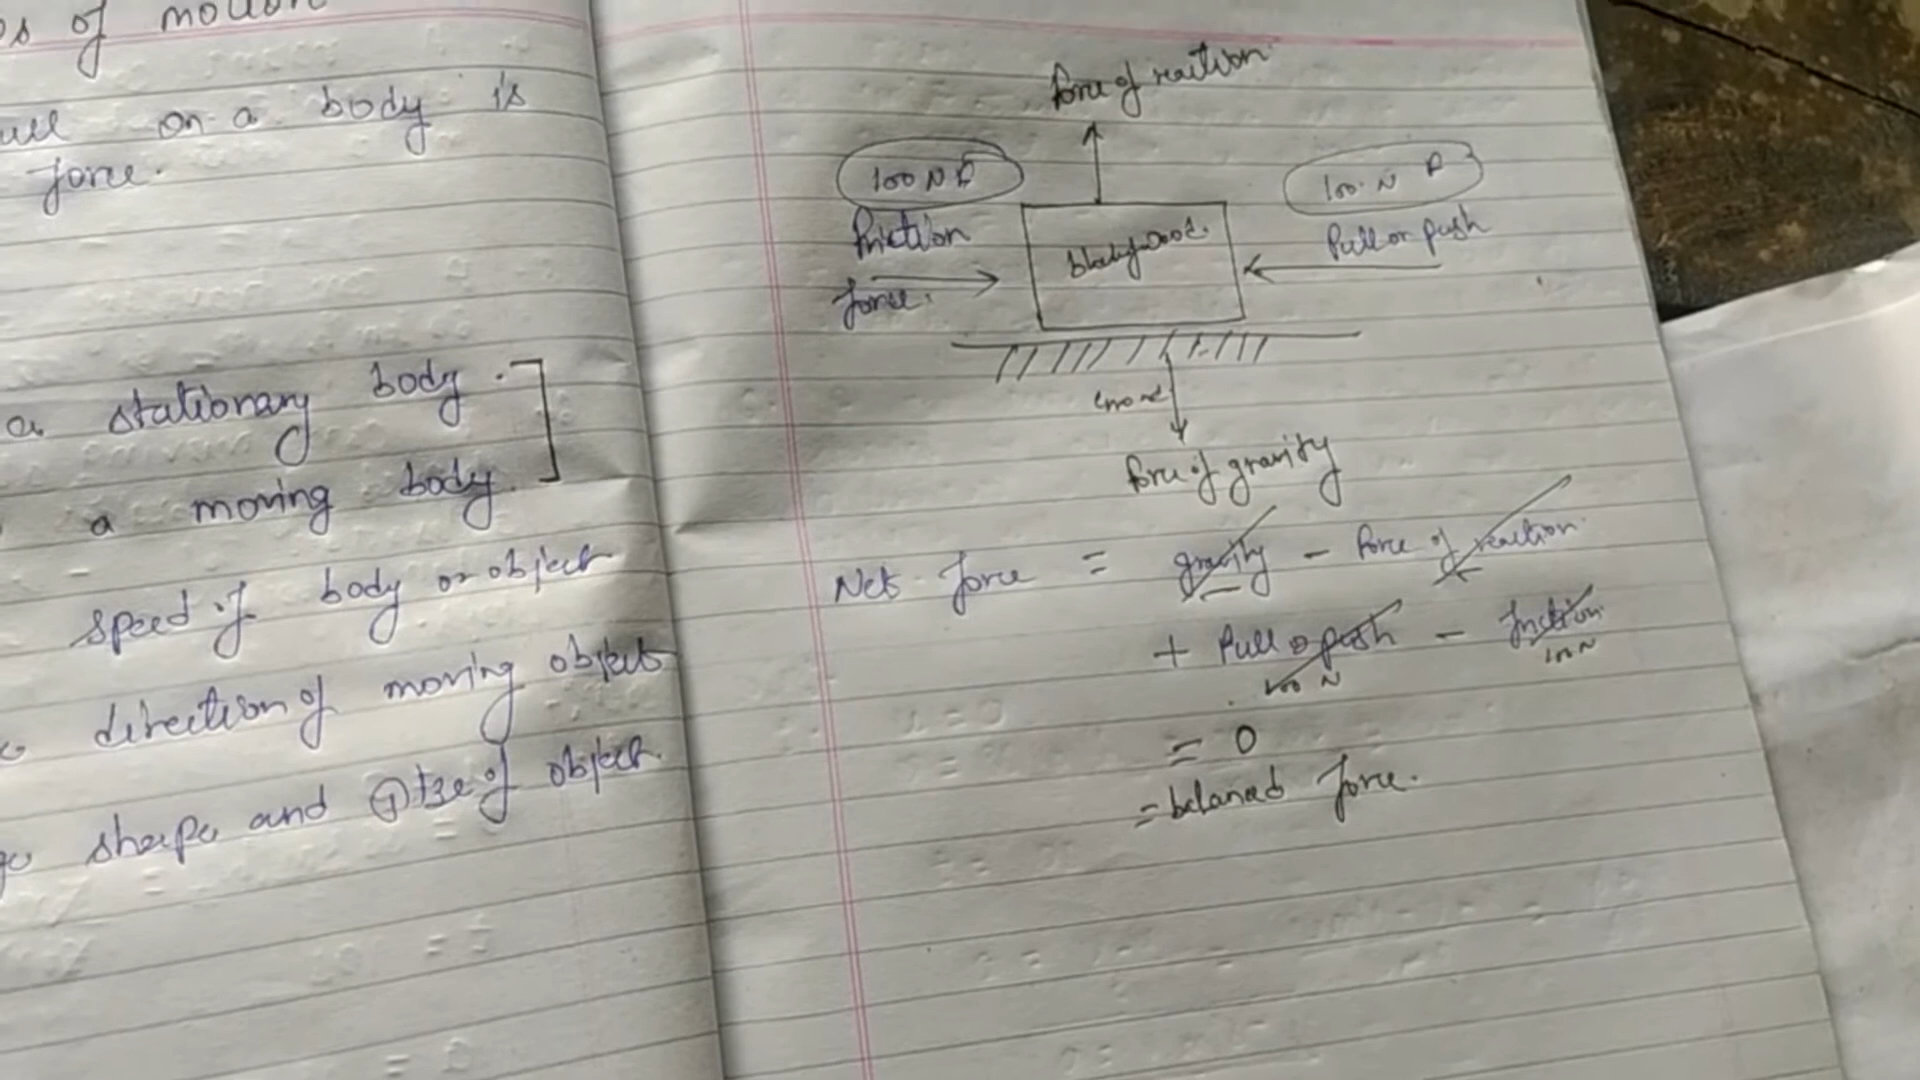 of motion
on a body is
force.
a stationary body.
a moving body
speed of body or object
direction of moving object
shape and size of object.
force of reaction
100 N F
100 N F
friction
force.
Pull or push
force of gravity
Net force = gravity - force of reaction
+ Pull or push - friction
100 N
100 N
= 0
= balanced force.